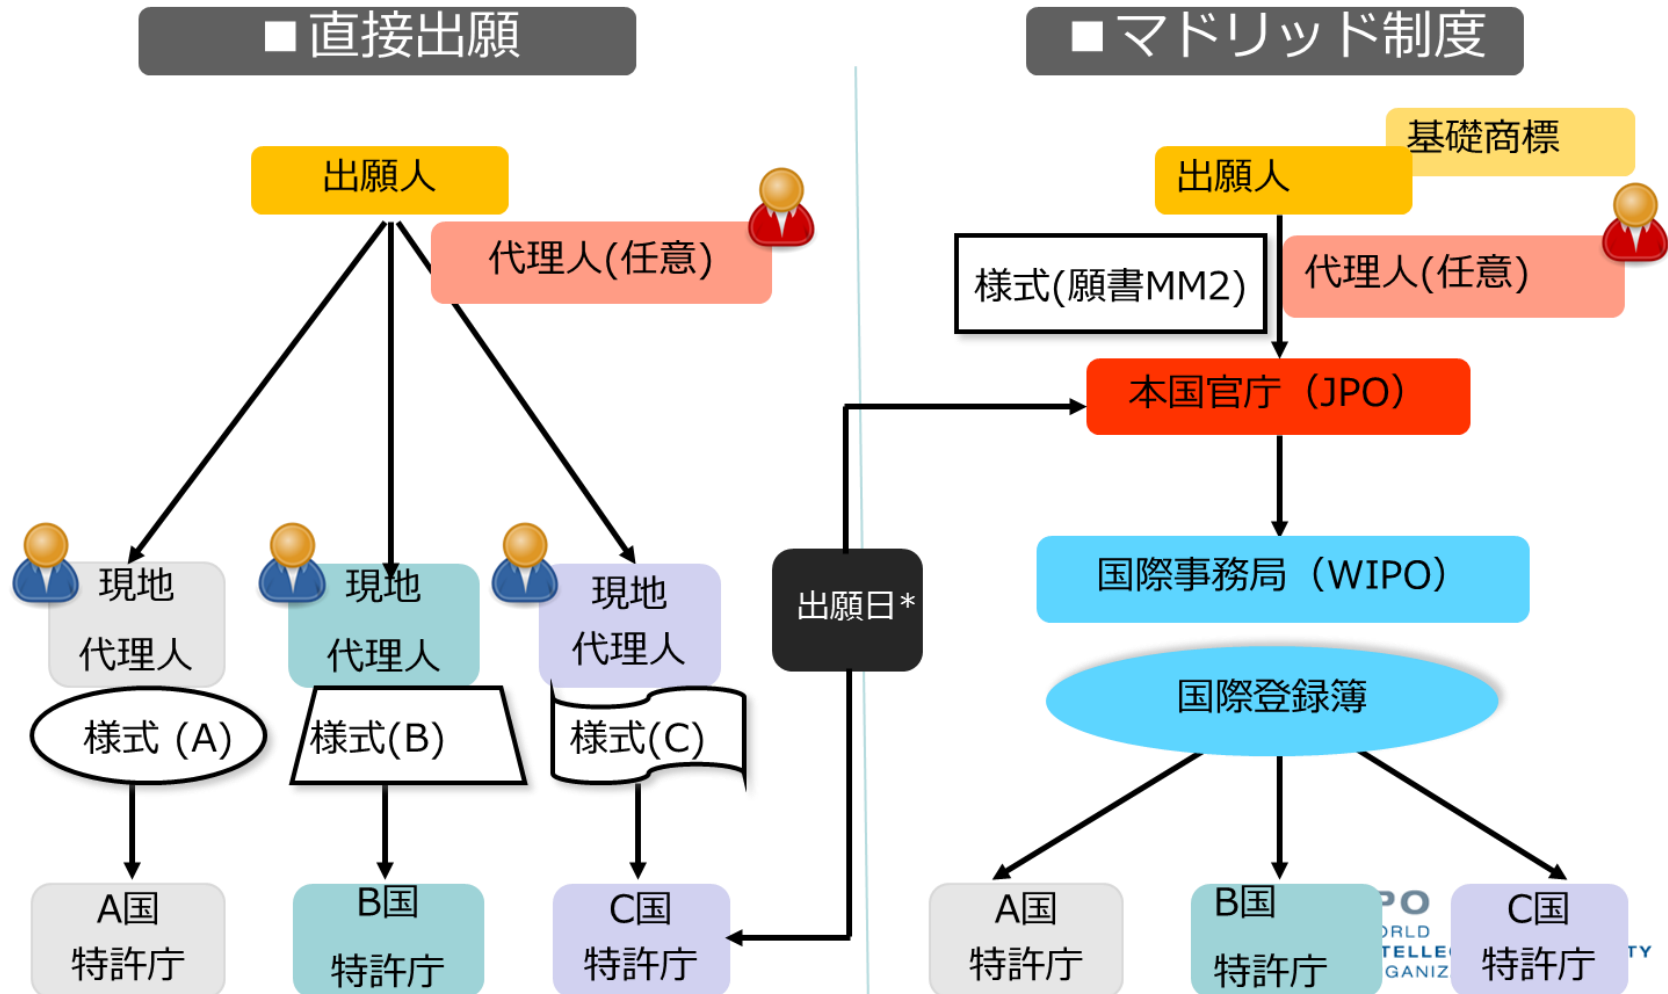 ■ 直接出願
出願人
代理人(任意)
現地
代理人
現地
代理人
現地
代理人
様式 (A)
様式(B)
様式(C)
A国
特許庁
B国
特許庁
C国
特許庁
出願日*
■ マドリッド制度
基礎商標
出願人
様式(願書MM2)
代理人(任意)
本国官庁（JPO）
国際事務局（WIPO）
国際登録簿
A国
特許庁
B国
特許庁
C国
特許庁